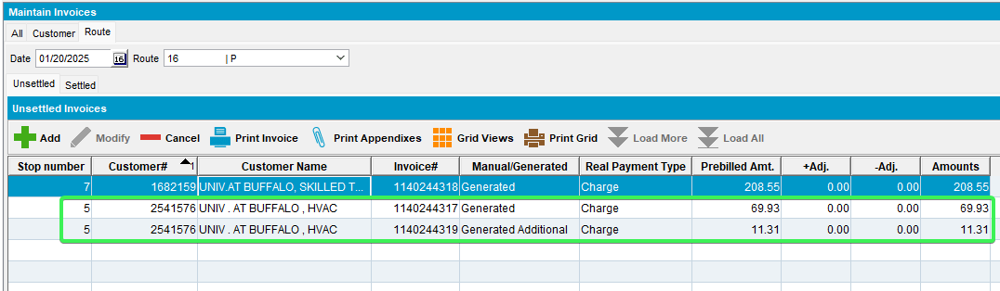 Maintain Invoices
All Customer Route
Date 01/20/2025 16 Route 16 | P
Unsettled Settled
Unsettled Invoices
Add Modify Cancel Print Invoice Print Appendixes Grid Views Print Grid Load More Load All
Stop number Customer# 1 Customer Name Invoice# Manual/Generated Real Payment Type Prebilled Amt. +Adj. -Adj. Amounts
7 1682159 UNIV.AT BUFFALO, SKILLED T... 1140244318 Generated Charge 208.55 0.00 0.00 208.55
5 2541576 UNIV . AT BUFFALO , HVAC 1140244317 Generated Charge 69.93 0.00 0.00 69.93
5 2541576 UNIV . AT BUFFALO , HVAC 1140244319 Generated Additional Charge 11.31 0.00 0.00 11.31